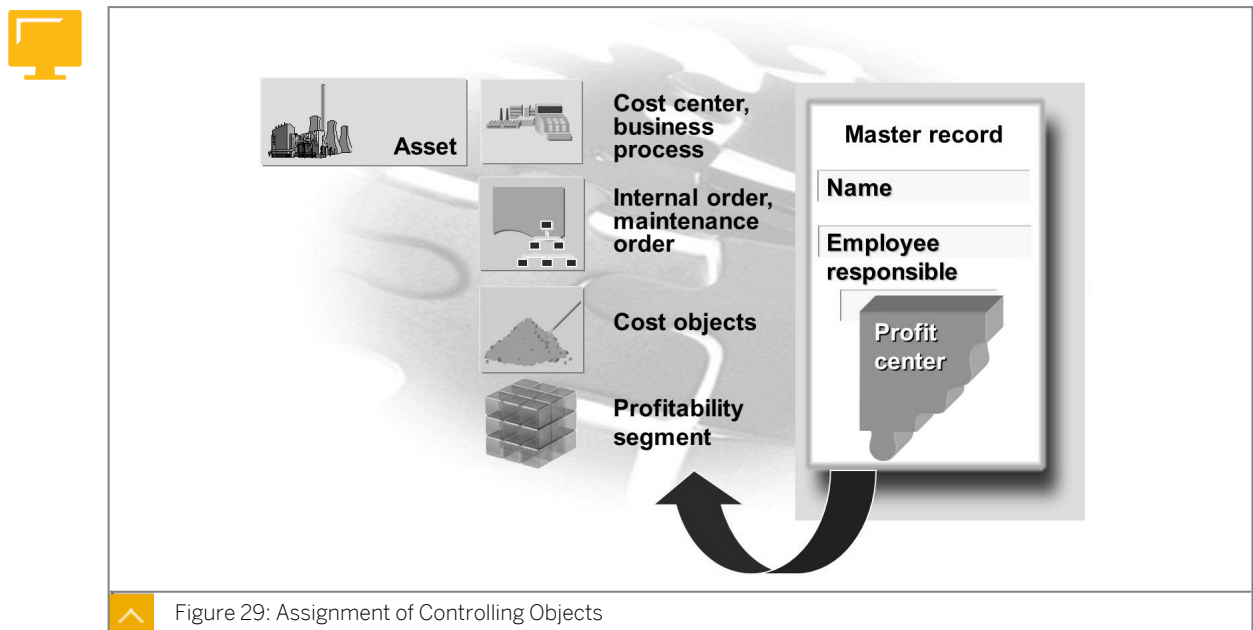 Asset
Cost center,
business
process
Internal order,
maintenance
order
Cost objects
Profitability
segment
Master record
Name
Employee
responsible
Profit
center
Figure 29: Assignment of Controlling Objects